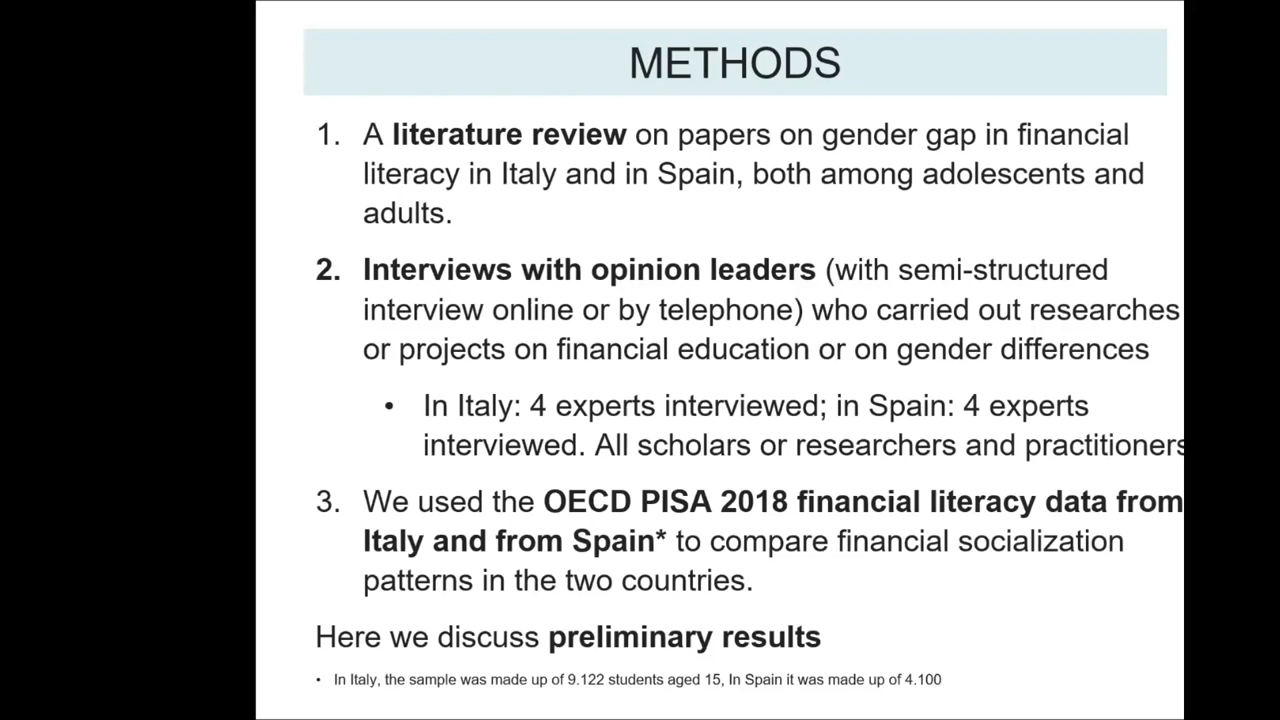 METHODS
1. A literature review on papers on gender gap in financial
literacy in Italy and in Spain, both among adolescents and
adults.
2. Interviews with opinion leaders (with semi-structured
interview online or by telephone) who carried out researches
or projects on financial education or on gender differences
• In Italy: 4 experts interviewed; in Spain: 4 experts
interviewed. All scholars or researchers and practitioners
3. We used the OECD PISA 2018 financial literacy data from
Italy and from Spain* to compare financial socialization
patterns in the two countries.
Here we discuss preliminary results
• In Italy, the sample was made up of 9.122 students aged 15, In Spain it was made up of 4.100